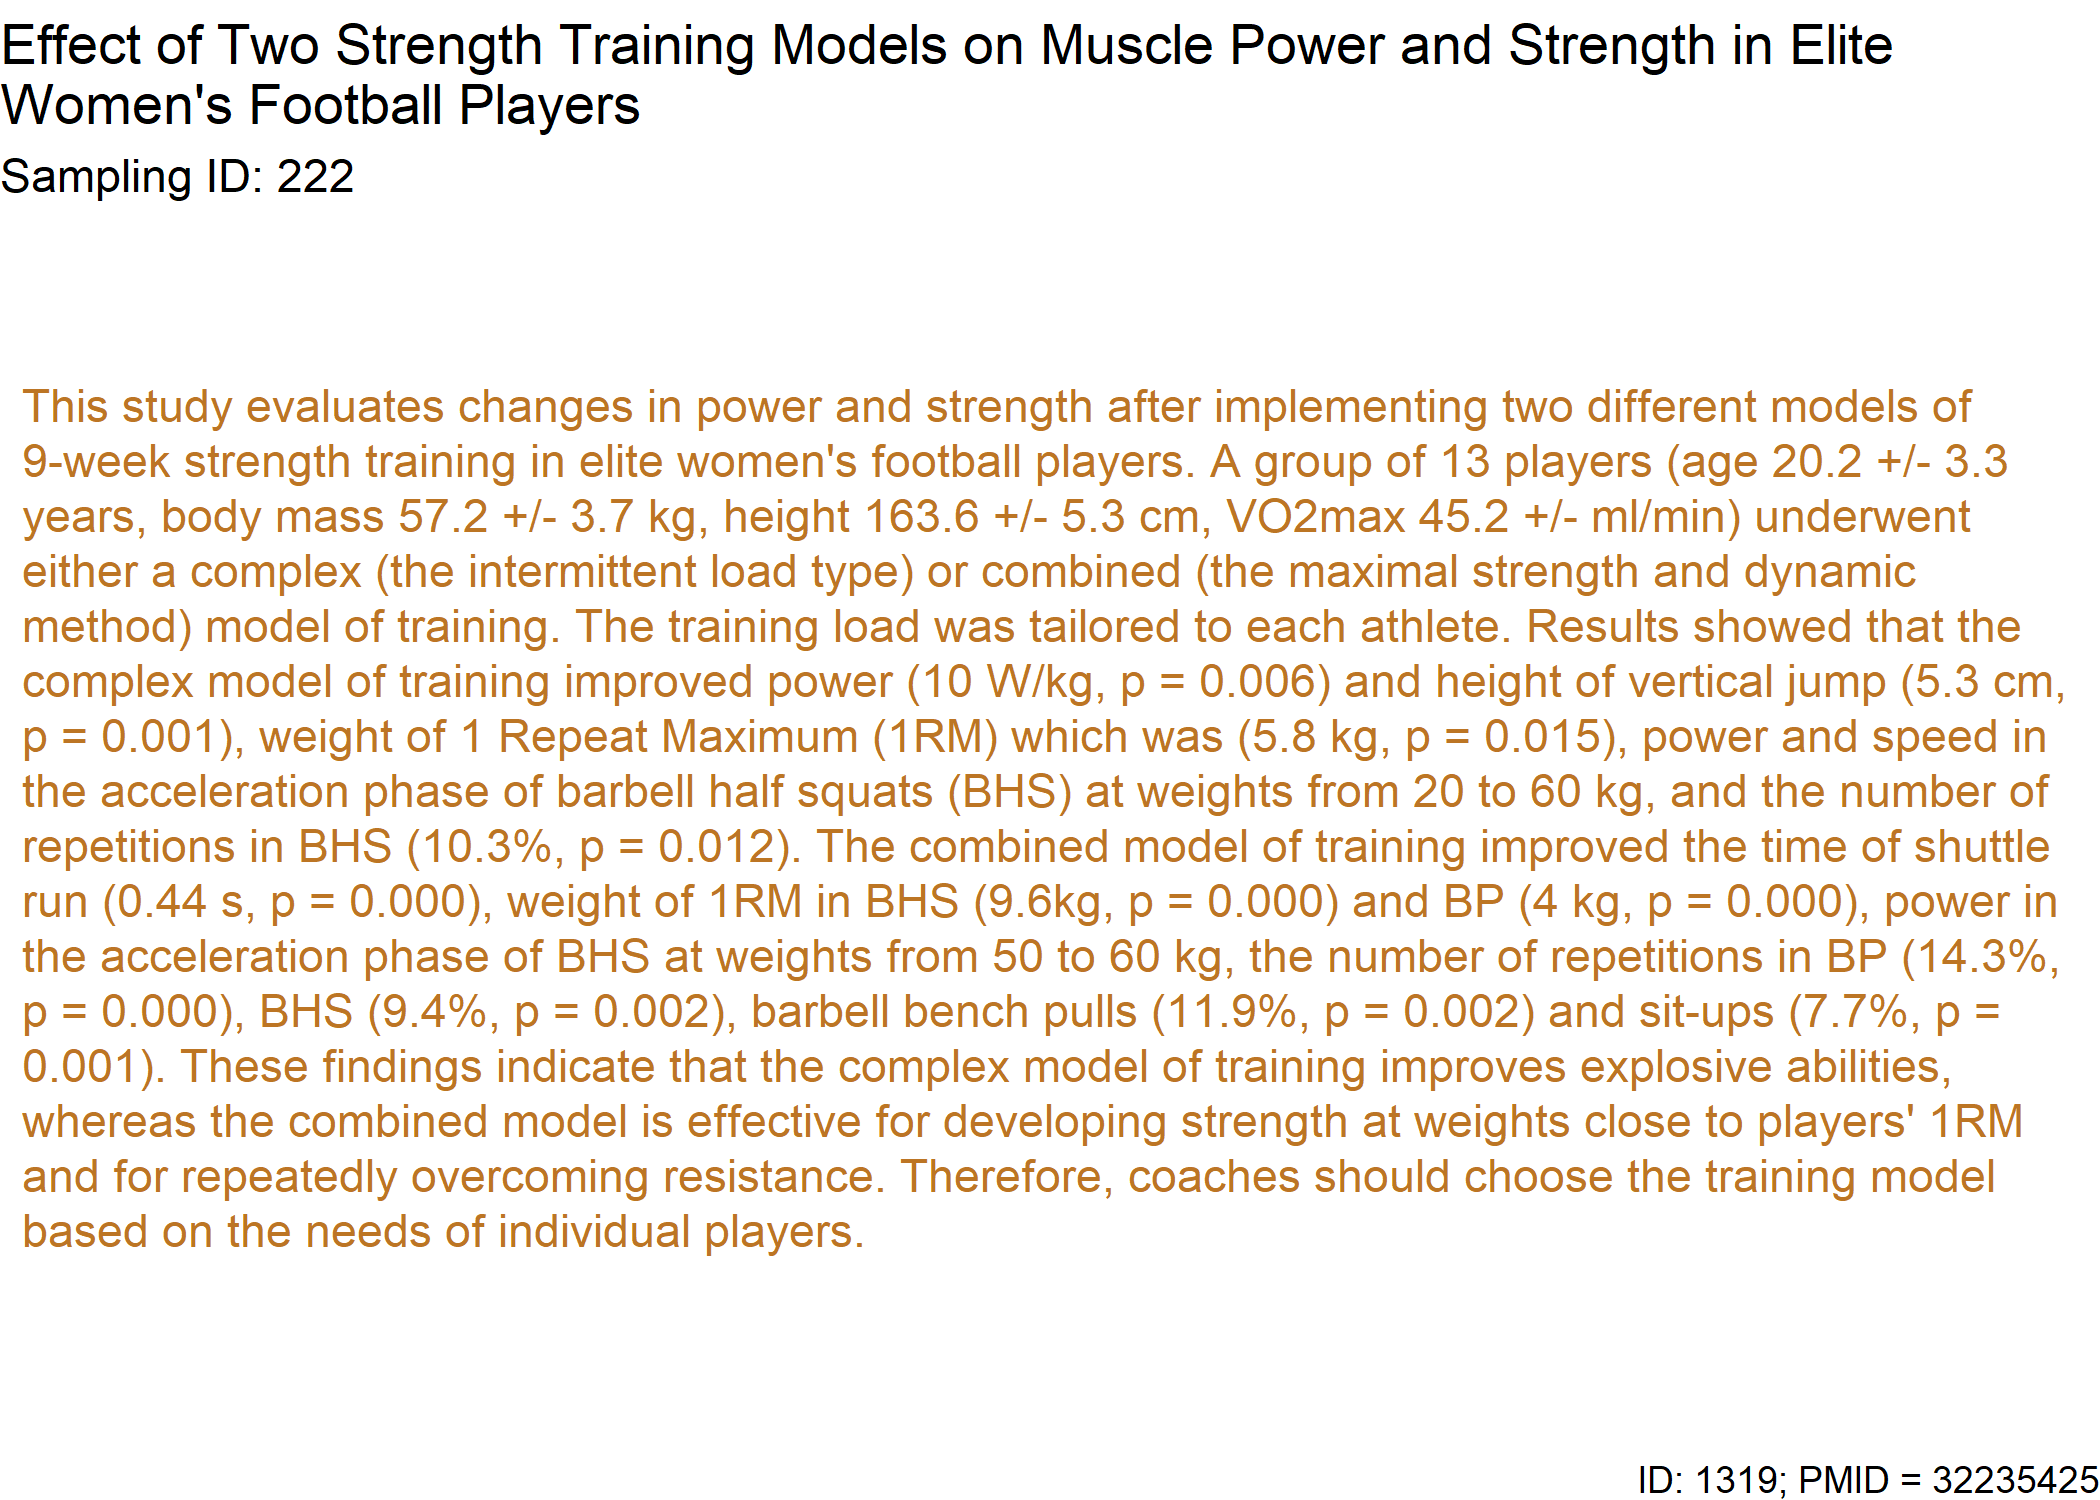 Effect of Two Strength Training Models on Muscle Power and Strength in Elite
Women's Football Players
Sampling ID: 222
This study evaluates changes in power and strength after implementing two different models of
9-week strength training in elite women's football players. A group of 13 players (age 20.2 +/- 3.3
years, body mass 57.2 +/- 3.7 kg, height 163.6 +/- 5.3 cm, VO2max 45.2 +/- ml/min) underwent
either a complex (the intermittent load type) or combined (the maximal strength and dynamic
method) model of training. The training load was tailored to each athlete. Results showed that the
complex model of training improved power (10 W/kg, p = 0.006) and height of vertical jump (5.3 cm,
p = 0.001), weight of 1 Repeat Maximum (1RM) which was (5.8 kg, p = 0.015), power and speed in
the acceleration phase of barbell half squats (BHS) at weights from 20 to 60 kg, and the number of
repetitions in BHS (10.3%, p = 0.012). The combined model of training improved the time of shuttle
run (0.44 s, p = 0.000), weight of 1RM in BHS (9.6kg, p = 0.000) and BP (4 kg, p = 0.000), power in
the acceleration phase of BHS at weights from 50 to 60 kg, the number of repetitions in BP (14.3%,
p = 0.000), BHS (9.4%, p = 0.002), barbell bench pulls (11.9%, p = 0.002) and sit-ups (7.7%, p =
0.001). These findings indicate that the complex model of training improves explosive abilities,
whereas the combined model is effective for developing strength at weights close to players' 1RM
and for repeatedly overcoming resistance. Therefore, coaches should choose the training model
based on the needs of individual players.
ID: 1319; PMID = 32235425